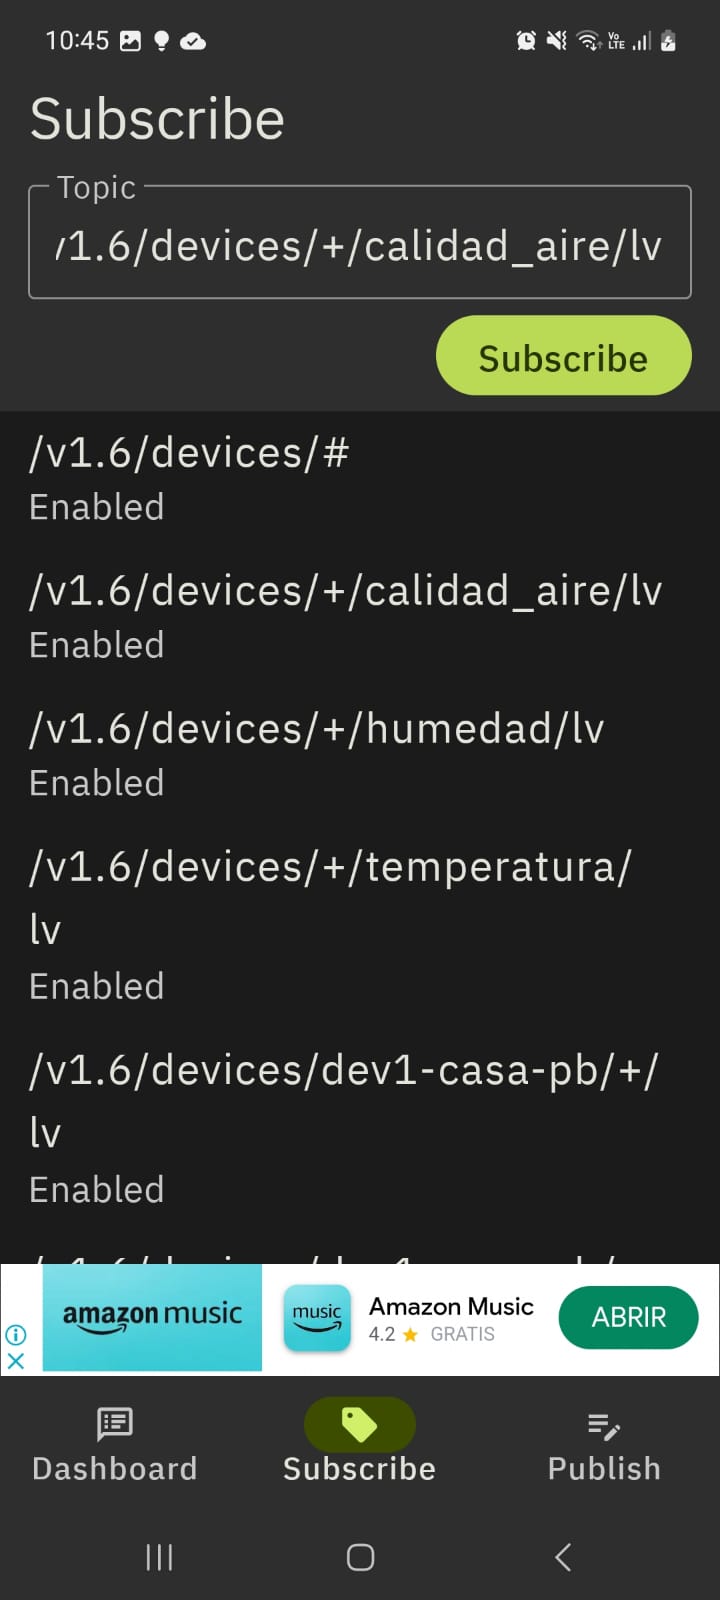 10:45
Vo
LTE
Subscribe
Topic
/1.6/devices/+/calidad_aire/lv
Subscribe
/v1.6/devices/#
Enabled
/v1.6/devices/+/calidad_aire/lv
Enabled
/v1.6/devices/+/humedad/lv
Enabled
/v1.6/devices/+/temperatura/
lv
Enabled
/v1.6/devices/dev1-casa-pb/+/
lv
Enabled
amazon music
music
Amazon Music
4.2 ★ GRATIS
ABRIR
Dashboard
Subscribe
Publish